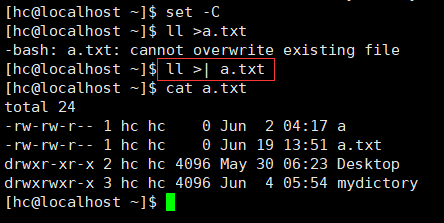 [hc@localhost ~]$ set -C
[hc@localhost ~]$ ll >a.txt
-bash: a.txt: cannot overwrite existing file
[hc@localhost ~]$ ll >| a.txt
[hc@localhost ~]$ cat a.txt
total 24
-rw-rw-r-- 1 hc hc    0 Jun  2 04:17 a
-rw-rw-r-- 1 hc hc    0 Jun 19 13:51 a.txt
drwxr-xr-x 2 hc hc 4096 May 30 06:23 Desktop
drwxrwxr-x 3 hc hc 4096 Jun  4 05:54 mydictory
[hc@localhost ~]$